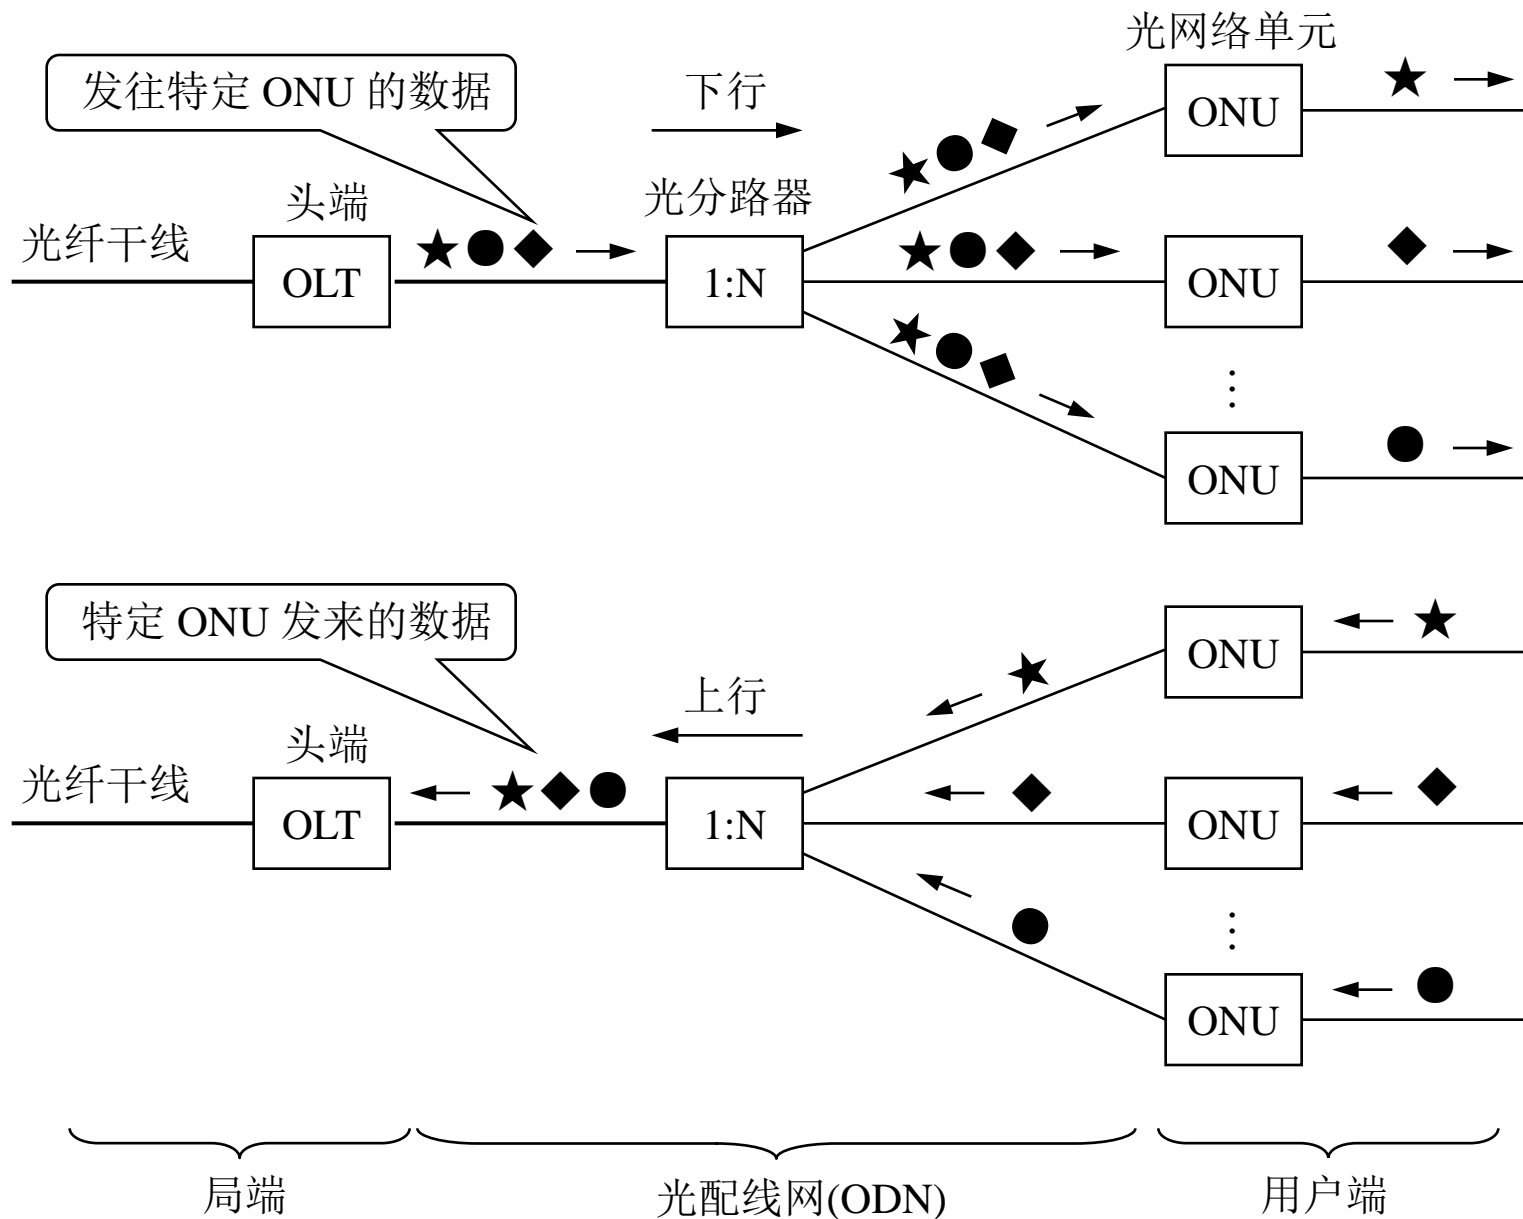 光网络单元
发往特定 ONU 的数据
下行
ONU
头端
光分路器
光纤干线
OLT
1:N
ONU
ONU
特定 ONU 发来的数据
上行
ONU
头端
光纤干线
OLT
1:N
ONU
ONU
局端
光配线网(ODN)
用户端